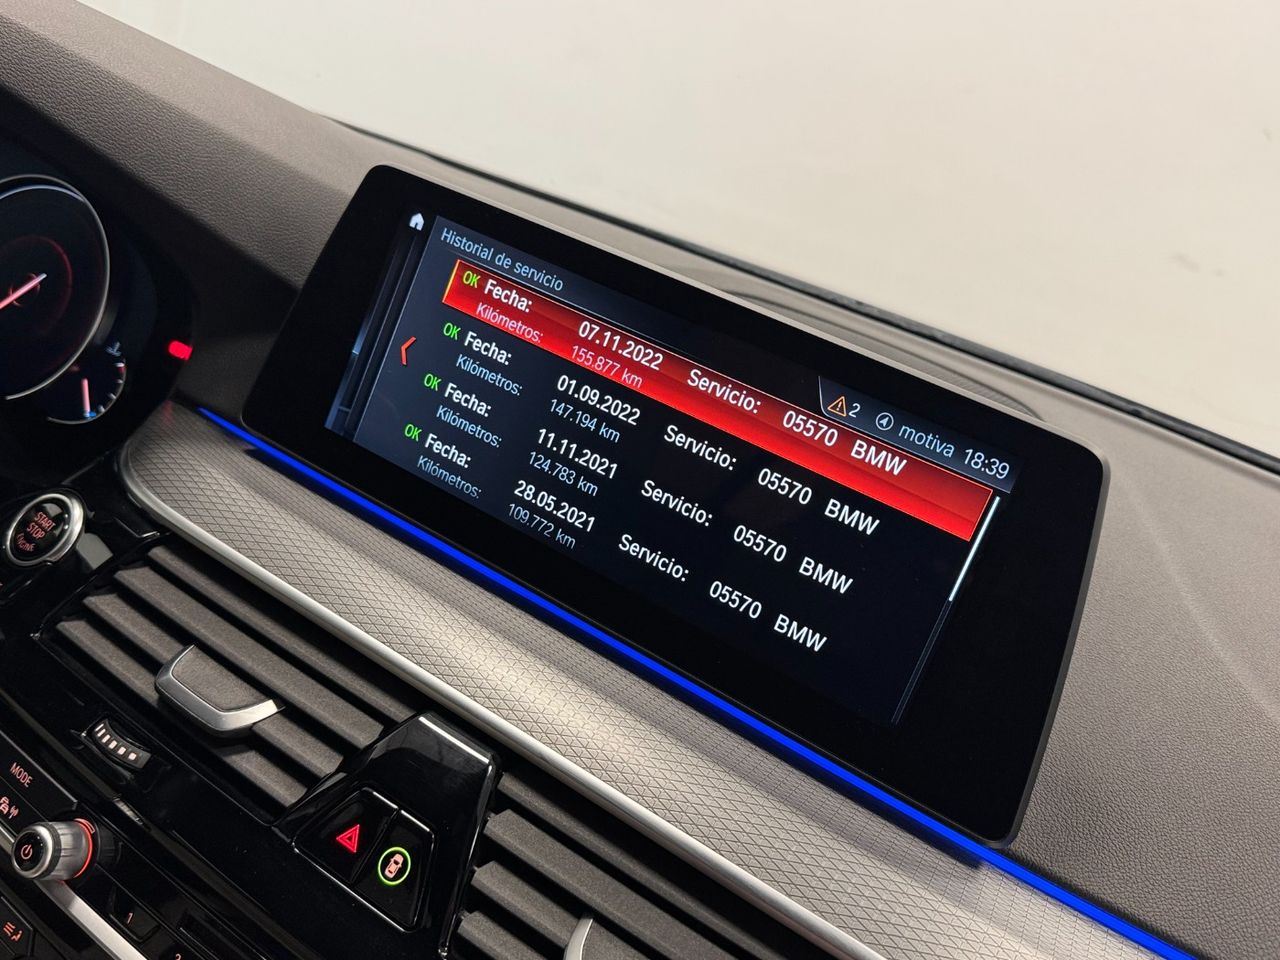 Historial de servicio
OK Fecha: 07.11.2022 Servicio: 05570 BMW
Kilómetros: 155.877 km
OK Fecha: 01.09.2022 Servicio: 05570 BMW
Kilómetros: 147.194 km
OK Fecha: 11.11.2021 Servicio: 05570 BMW
Kilómetros: 124.783 km
OK Fecha: 28.05.2021 Servicio: 05570 BMW
Kilómetros: 109.772 km
2 motiva 18:39
START
STOP
ENGINE
MODE
1
2